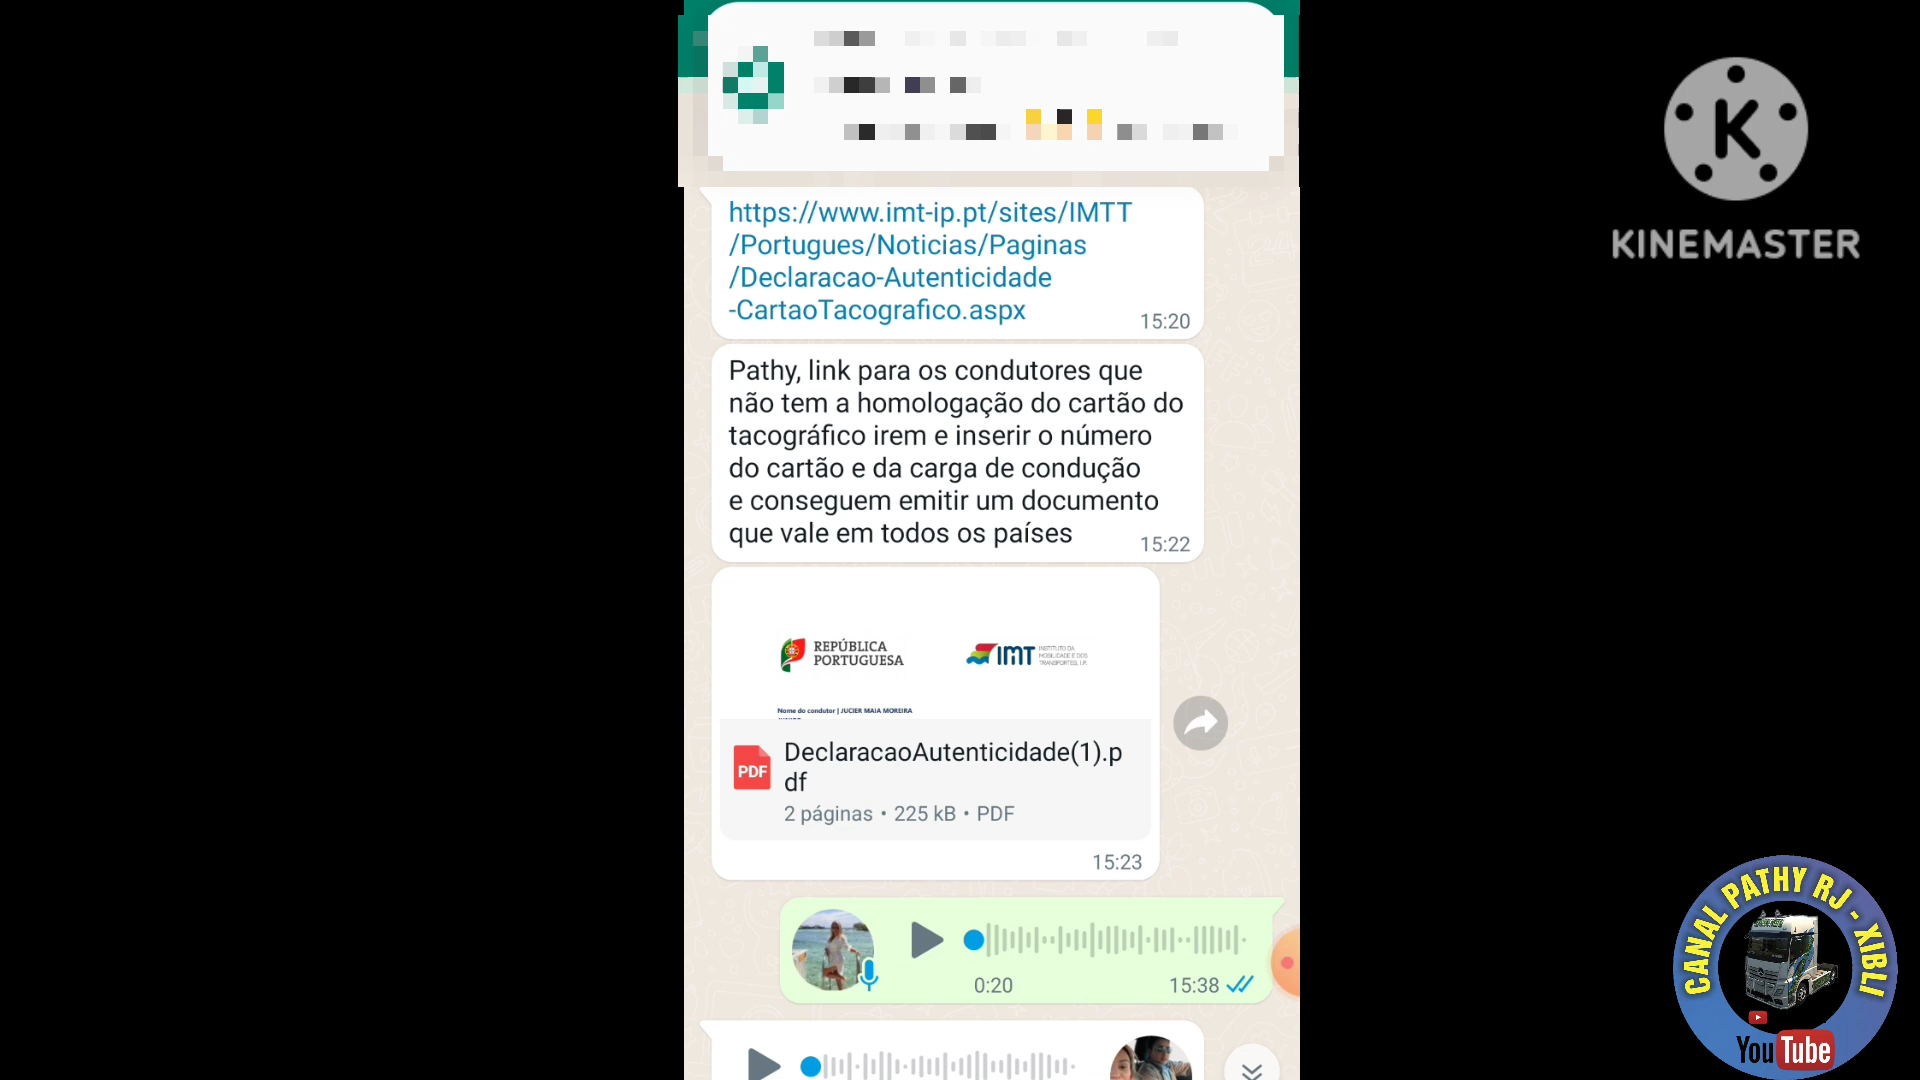 https://www.imt-ip.pt/sites/IMTT
/Portugues/Noticias/Paginas
/Declaracao-Autenticidade
-CartaoTacografico.aspx
15:20
Pathy, link para os condutores que
não tem a homologação do cartão do
tacográfico irem e inserir o número
do cartão e da carga de condução
e conseguem emitir um documento
que vale em todos os países
15:22
REPÚBLICA
PORTUGUESA
IMT
INSTITUTO DA
MOBILIDADE E DOS
TRANSPORTES, I.P.
Nome do condutor | JUCIER MAIA MOREIRA
PDF
DeclaracaoAutenticidade(1).p
df
2 páginas • 225 kB • PDF
15:23
0:20
15:38
K
KINEMASTER
CANAL PATHY RJ - XIBLI
YouTube